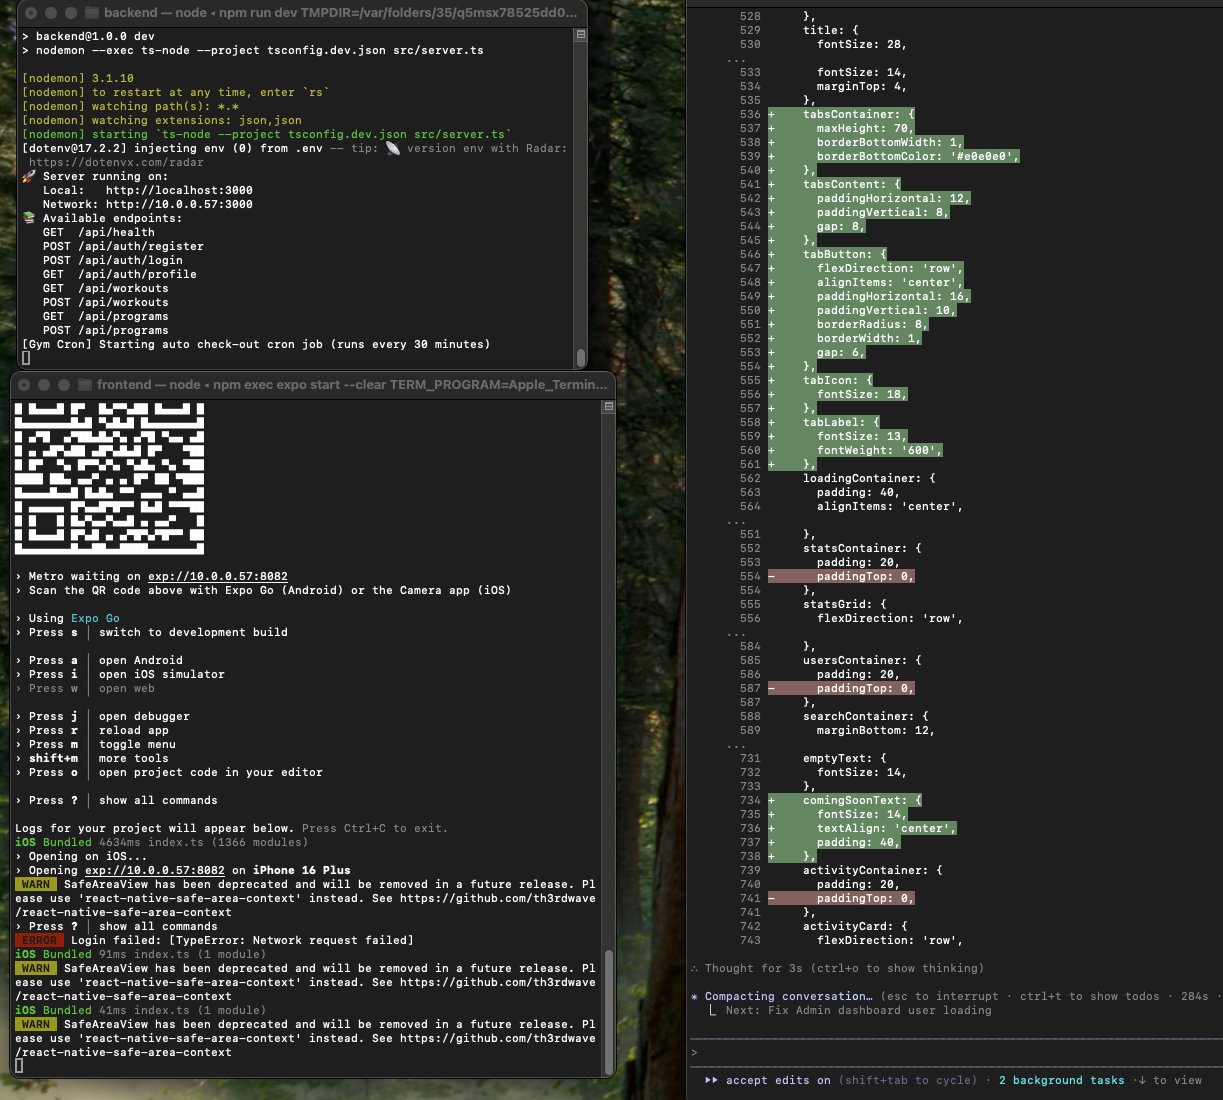 backend — node ◂ npm run dev TMPDIR=/var/folders/35/q5msx78525dd0...
> backend@1.0.0 dev
> nodemon --exec ts-node --project tsconfig.dev.json src/server.ts
[nodemon] 3.1.10
[nodemon] to restart at any time, enter `rs`
[nodemon] watching path(s): *.*
[nodemon] watching extensions: json,json
[nodemon] starting `ts-node --project tsconfig.dev.json src/server.ts`
[dotenv@17.2.2] injecting env (0) from .env -- tip: 📡 version env with Radar:
https://dotenvx.com/radar
🚀 Server running on:
Local:   http://localhost:3000
Network: http://10.0.0.57:3000
📚 Available endpoints:
GET  /api/health
POST /api/auth/register
POST /api/auth/login
GET  /api/auth/profile
GET  /api/workouts
POST /api/workouts
GET  /api/programs
POST /api/programs
[Gym Cron] Starting auto check-out cron job (runs every 30 minutes)
frontend — node ◂ npm exec expo start --clear TERM_PROGRAM=Apple_Termin...
› Metro waiting on exp://10.0.0.57:8082
› Scan the QR code above with Expo Go (Android) or the Camera app (iOS)
› Using Expo Go
› Press s │ switch to development build
› Press a │ open Android
› Press i │ open iOS simulator
› Press w │ open web
› Press j │ open debugger
› Press r │ reload app
› Press m │ toggle menu
› shift+m │ more tools
› Press o │ open project code in your editor
› Press ? │ show all commands
Logs for your project will appear below. Press Ctrl+C to exit.
iOS Bundled 4634ms index.ts (1366 modules)
› Opening on iOS...
› Opening exp://10.0.0.57:8082 on iPhone 16 Plus
WARN  SafeAreaView has been deprecated and will be removed in a future release. Pl
ease use 'react-native-safe-area-context' instead. See https://github.com/th3rdwave
/react-native-safe-area-context
› Press ? │ show all commands
ERROR  Login failed: [TypeError: Network request failed]
iOS Bundled 91ms index.ts (1 module)
WARN  SafeAreaView has been deprecated and will be removed in a future release. Pl
ease use 'react-native-safe-area-context' instead. See https://github.com/th3rdwave
/react-native-safe-area-context
iOS Bundled 41ms index.ts (1 module)
WARN  SafeAreaView has been deprecated and will be removed in a future release. Pl
ease use 'react-native-safe-area-context' instead. See https://github.com/th3rdwave
/react-native-safe-area-context
528      },
529      title: {
530        fontSize: 28,
...
533        fontSize: 14,
534        marginTop: 4,
535      },
536 +    tabsContainer: {
537 +      maxHeight: 70,
538 +      borderBottomWidth: 1,
539 +      borderBottomColor: '#e0e0e0',
540 +    },
541 +    tabsContent: {
542 +      paddingHorizontal: 12,
543 +      paddingVertical: 8,
544 +      gap: 8,
545 +    },
546 +    tabButton: {
547 +      flexDirection: 'row',
548 +      alignItems: 'center',
549 +      paddingHorizontal: 16,
550 +      paddingVertical: 10,
551 +      borderRadius: 8,
552 +      borderWidth: 1,
553 +      gap: 6,
554 +    },
555 +    tabIcon: {
556 +      fontSize: 18,
557 +    },
558 +    tabLabel: {
559 +      fontSize: 13,
560 +      fontWeight: '600',
561 +    },
562      loadingContainer: {
563        padding: 40,
564        alignItems: 'center',
...
551      },
552      statsContainer: {
553        padding: 20,
554 -      paddingTop: 0,
554      },
555      statsGrid: {
556        flexDirection: 'row',
...
584      },
585      usersContainer: {
586        padding: 20,
587 -      paddingTop: 0,
587      },
588      searchContainer: {
589        marginBottom: 12,
...
731      emptyText: {
732        fontSize: 14,
733      },
734 +    comingSoonText: {
735 +      fontSize: 14,
736 +      textAlign: 'center',
737 +      padding: 40,
738 +    },
739      activityContainer: {
740        padding: 20,
741 -      paddingTop: 0,
741      },
742      activityCard: {
743        flexDirection: 'row',
∴ Thought for 3s (ctrl+o to show thinking)
✶ Compacting conversation… (esc to interrupt · ctrl+t to show todos · 284s ·
⎿ Next: Fix Admin dashboard user loading
>
⏵⏵ accept edits on (shift+tab to cycle) · 2 background tasks ·↓ to view